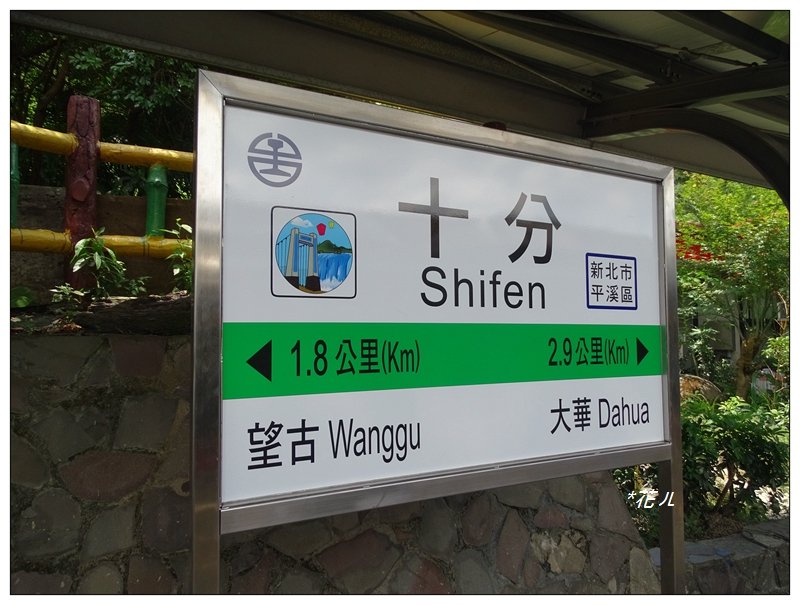 十分
Shifen
新北市
平溪區
1.8公里(Km)
2.9公里(Km)
望古 Wanggu
大華 Dahua
*花ル